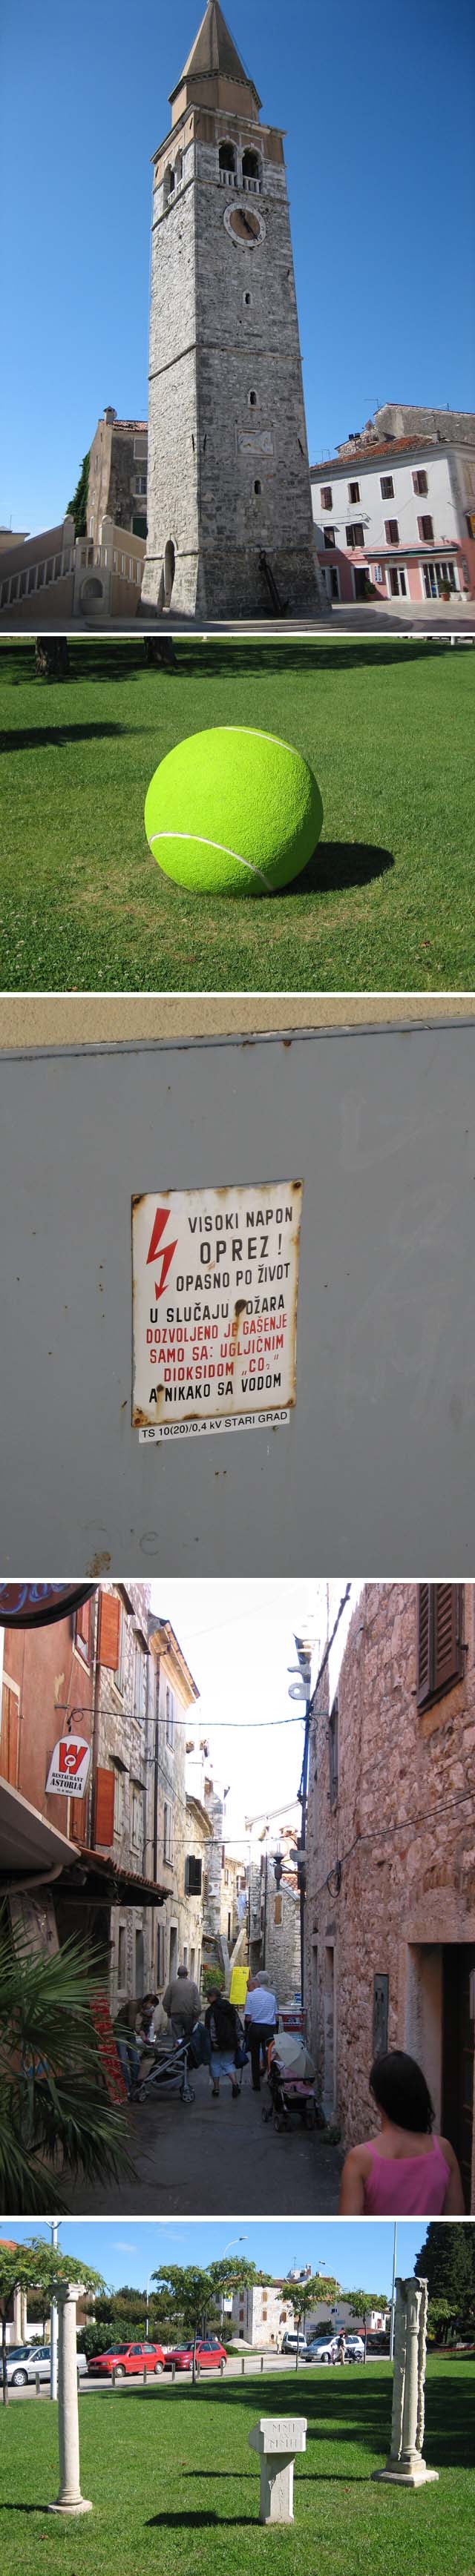 VISOKI NAPON
OPREZ!
OPASNO PO ŽIVOT
U SLUČAJU POŽARA
DOZVOLJENO JE GAŠENJE
SAMO SA: UGLJIČNIM
DIOKSIDOM „CO₂"
A NIKAKO SA VODOM
TS 10(20)/0,4 kV STARI GRAD
RESTAURANT
ASTORIA